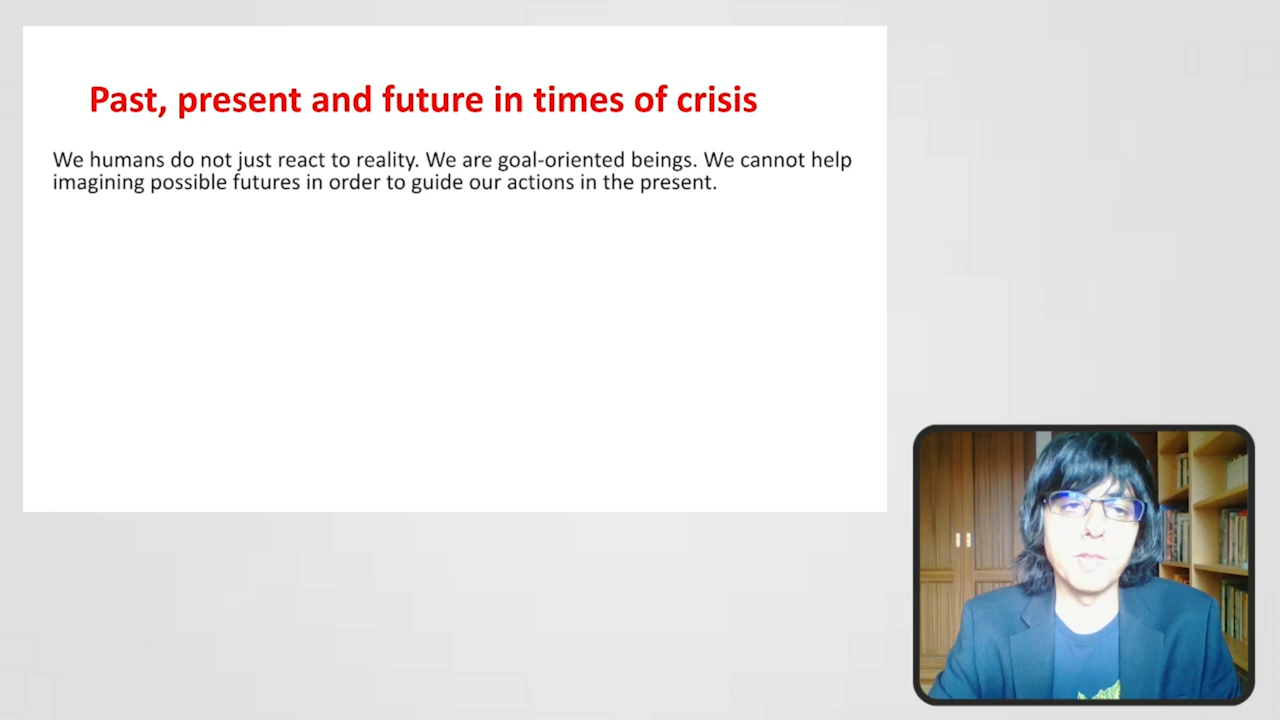 Past, present and future in times of crisis
We humans do not just react to reality. We are goal-oriented beings. We cannot help
imagining possible futures in order to guide our actions in the present.